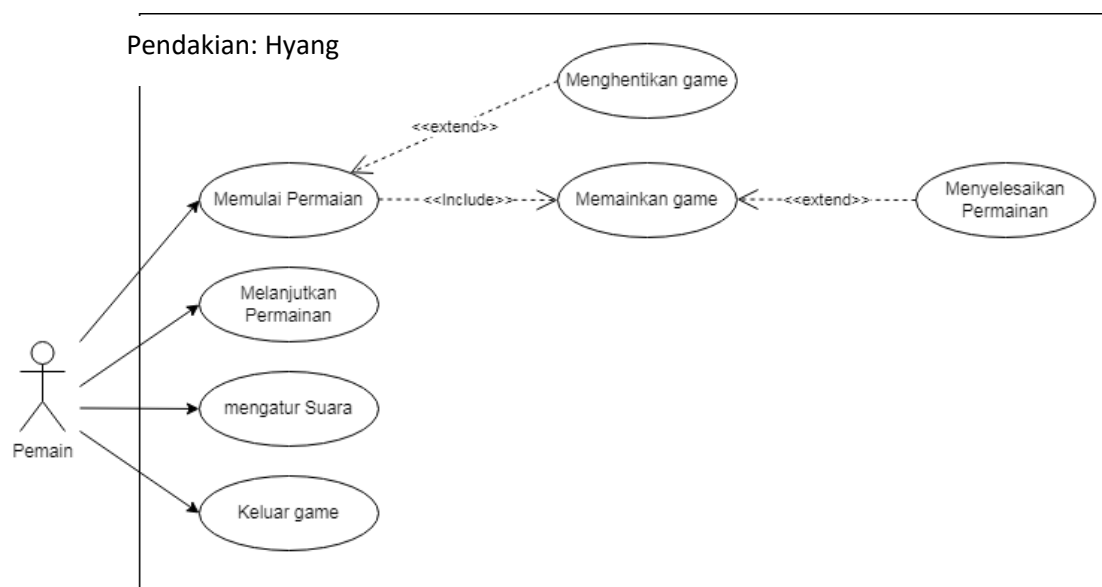 Pendakian: Hyang
Menghentikan game
<<extend>>
Memulai Permaian
<<Include>>
Memainkan game
<<extend>>
Menyelesaikan
Permainan
Melanjutkan
Permainan
mengatur Suara
Pemain
Keluar game